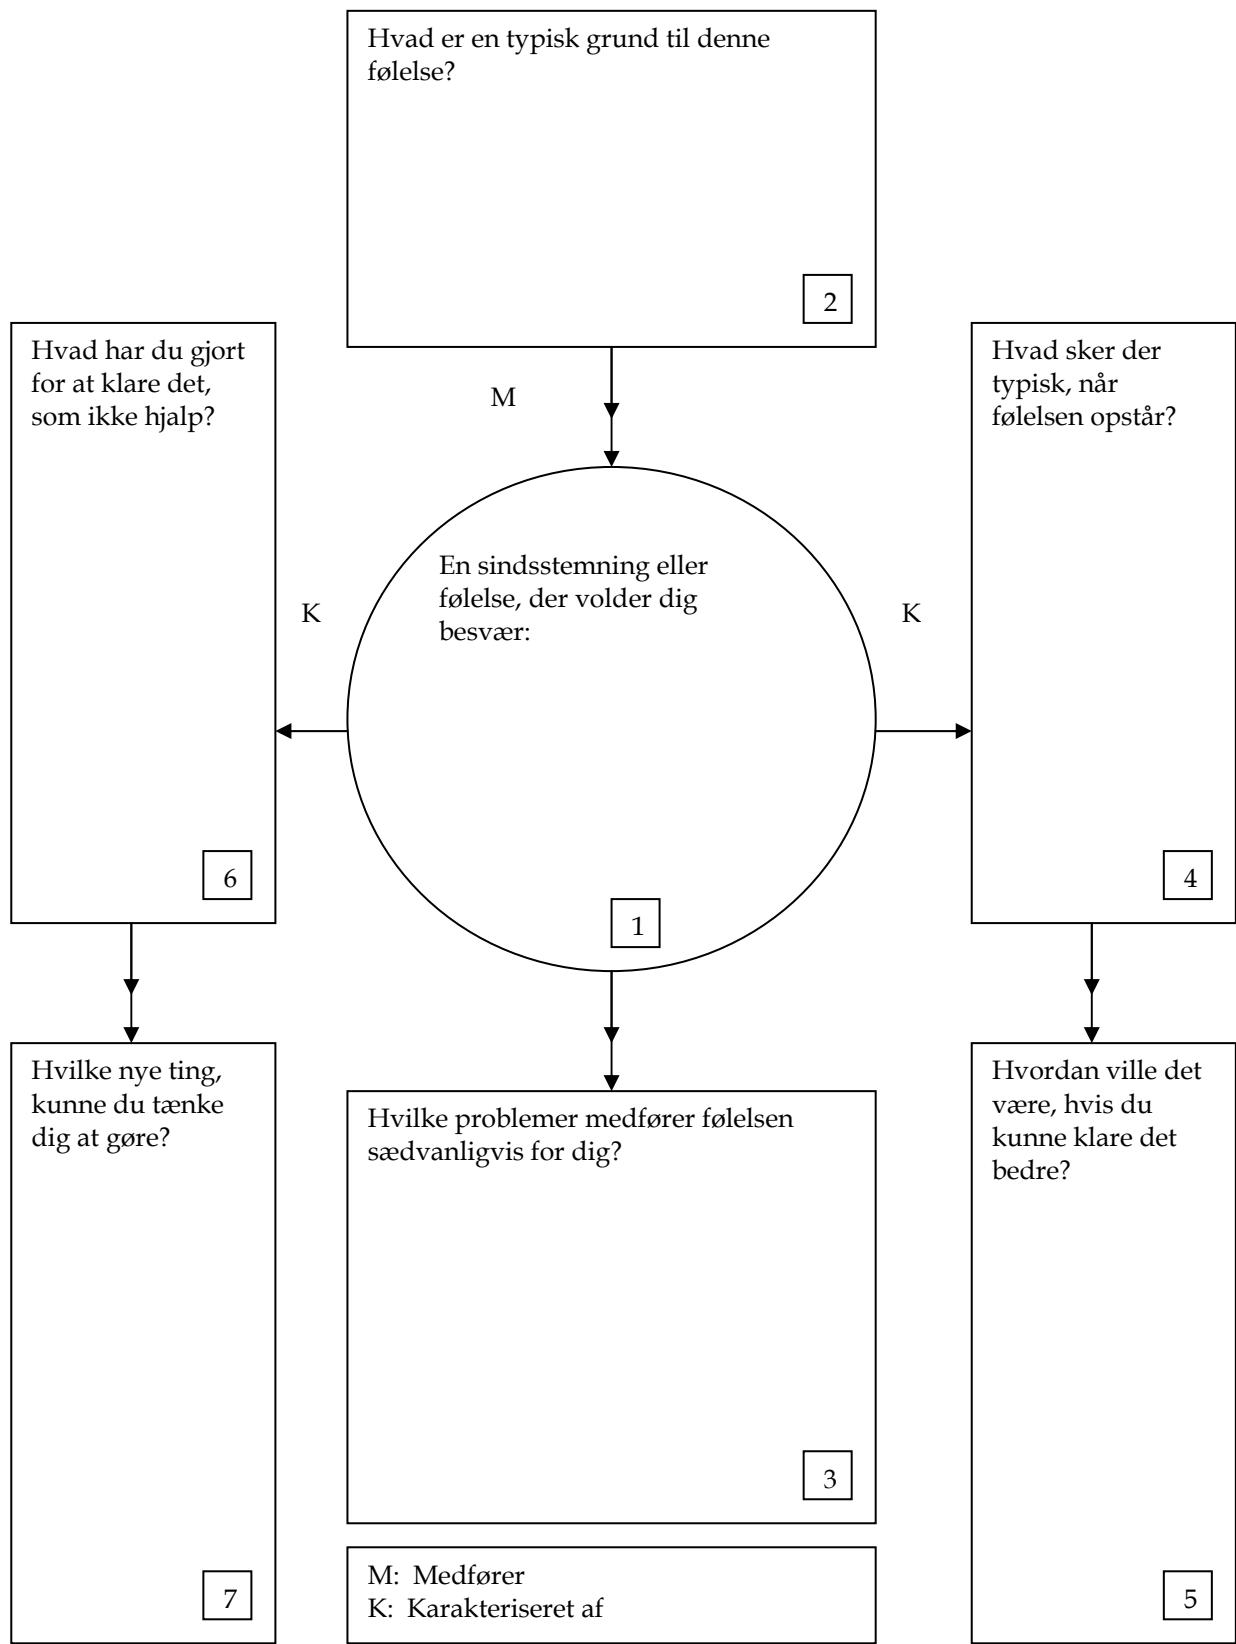 Hvad er en typisk grund til denne
følelse?
2
Hvad har du gjort
for at klare det,
som ikke hjalp?
6
M
Hvad sker der
typisk, når
følelsen opstår?
4
K
En sindsstemning eller
følelse, der volder dig
besvær:
1
K
Hvilke nye ting,
kunne du tænke
dig at gøre?
7
Hvilke problemer medfører følelsen
sædvanligvis for dig?
3
Hvordan ville det
være, hvis du
kunne klare det
bedre?
5
M: Medfører
K: Karakteriseret af